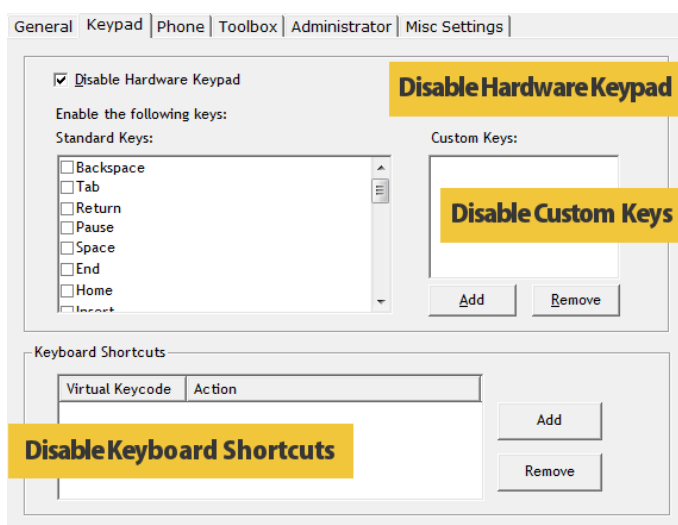 General Keypad Phone Toolbox Administrator Misc Settings
Disable Hardware Keypad
Disable Hardware Keypad
Enable the following keys:
Standard Keys:
Custom Keys:
Backspace
Tab
Return
Pause
Space
End
Home
Insert
Disable Custom Keys
Add Remove
Keyboard Shortcuts
Virtual Keycode Action
Add
Disable Keyboard Shortcuts
Remove